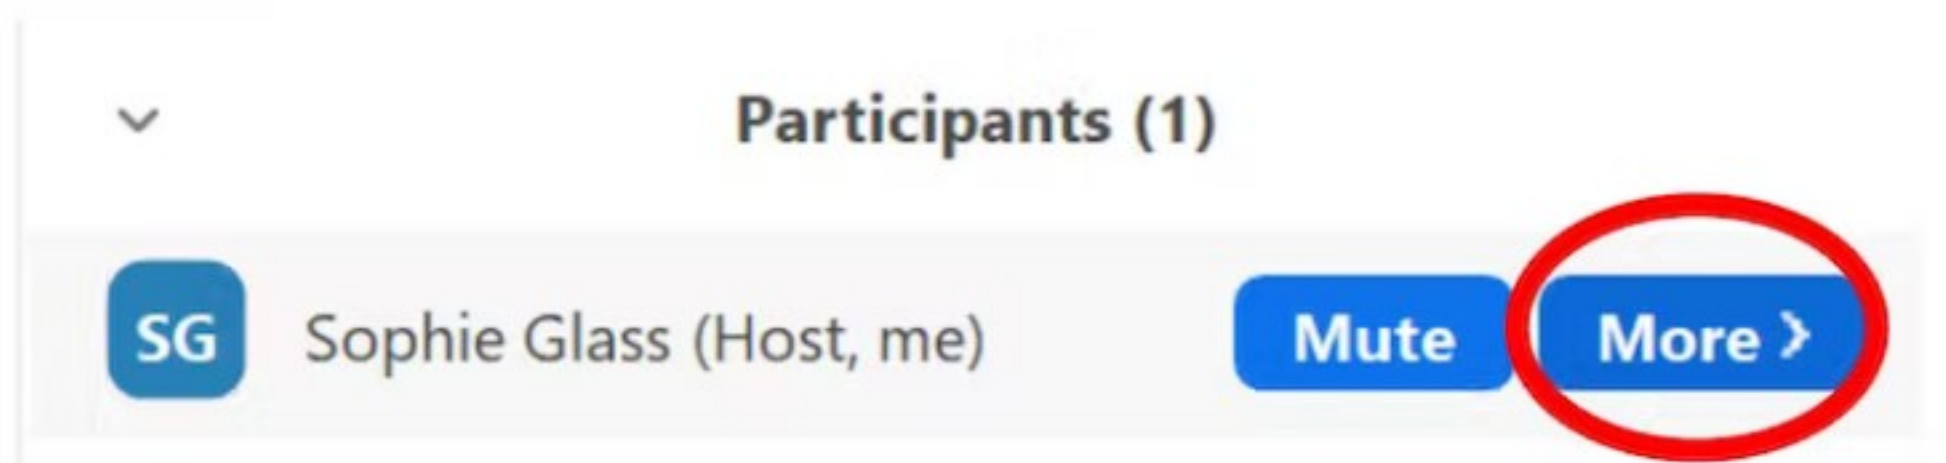 Participants (1)
SG Sophie Glass (Host, me) Mute More >